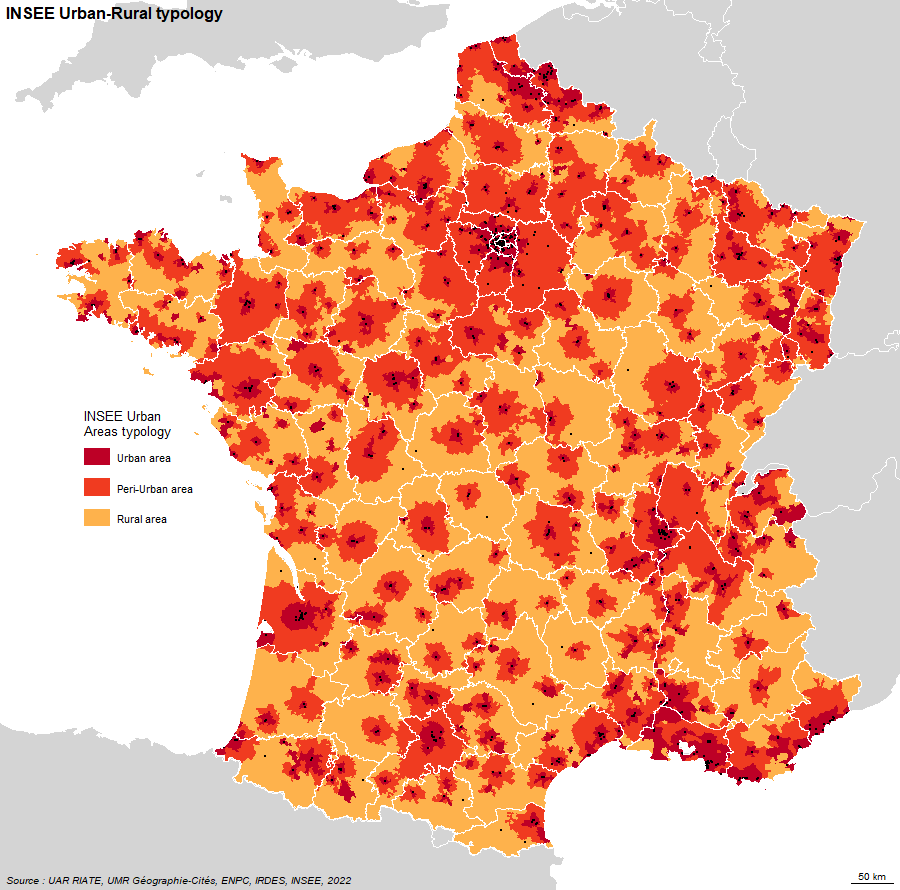 INSEE Urban-Rural typology
INSEE Urban
Areas typology
Urban area
Peri-Urban area
Rural area
Source : UAR RIATE, UMR Géographie-Cités, ENPC, IRDES, INSEE, 2022
50 km